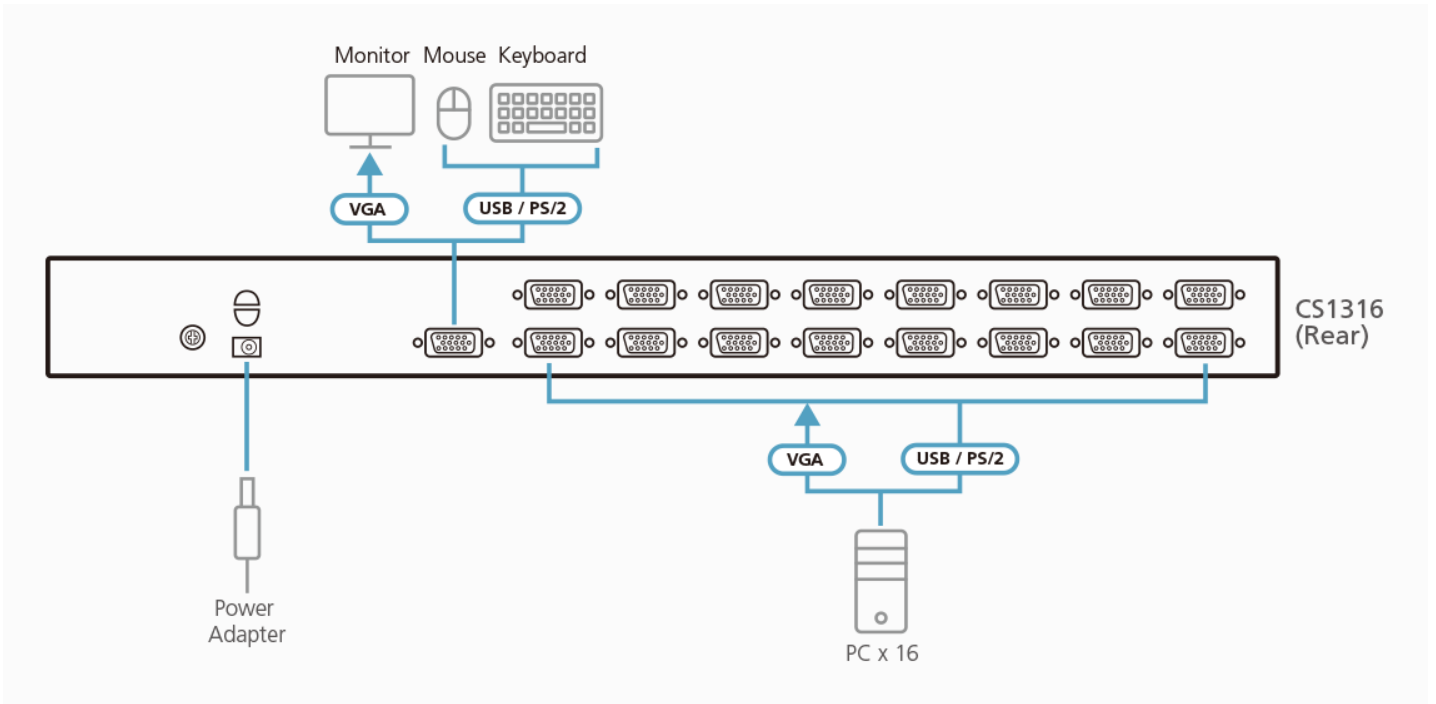 Monitor Mouse Keyboard
VGA
USB / PS/2
CS1316
(Rear)
VGA
USB / PS/2
Power
Adapter
PC x 16